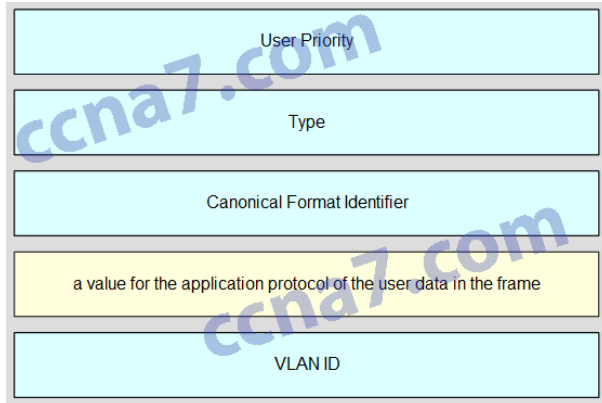 User Priority
Type
Canonical Format Identifier
a value for the application protocol of the user data in the frame
VLAN ID
ccna7.com
ccna7.com